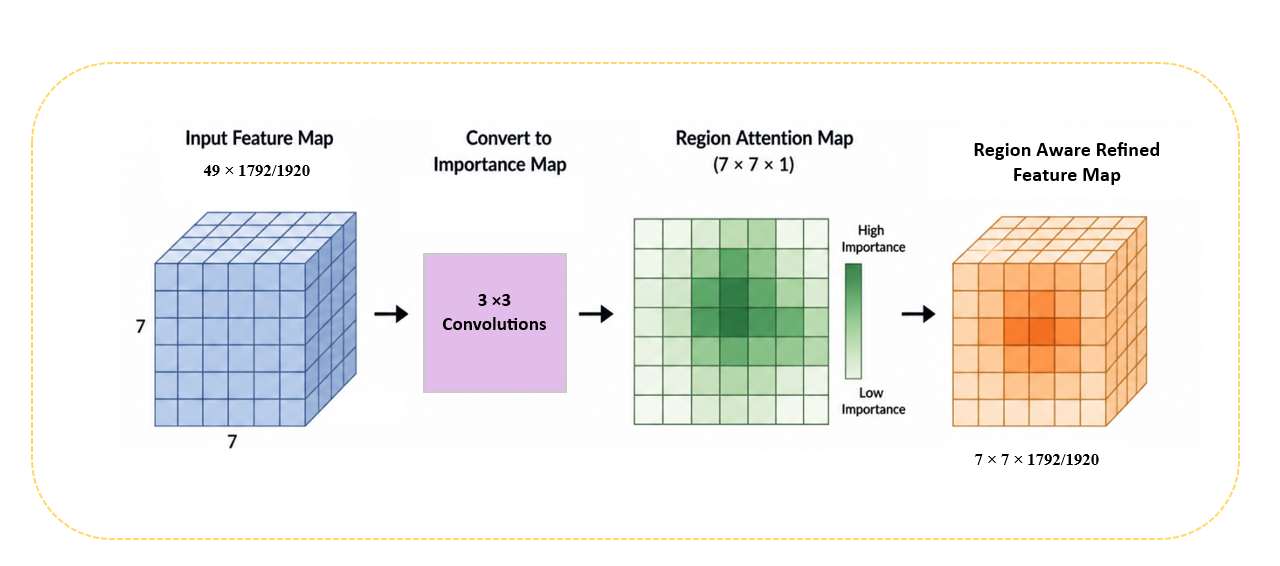 Input Feature Map
49 × 1792/1920
7
7
Convert to
Importance Map
3 ×3
Convolutions
Region Attention Map
(7 × 7 × 1)
High
Importance
Low
Importance
Region Aware Refined
Feature Map
7 × 7 × 1792/1920